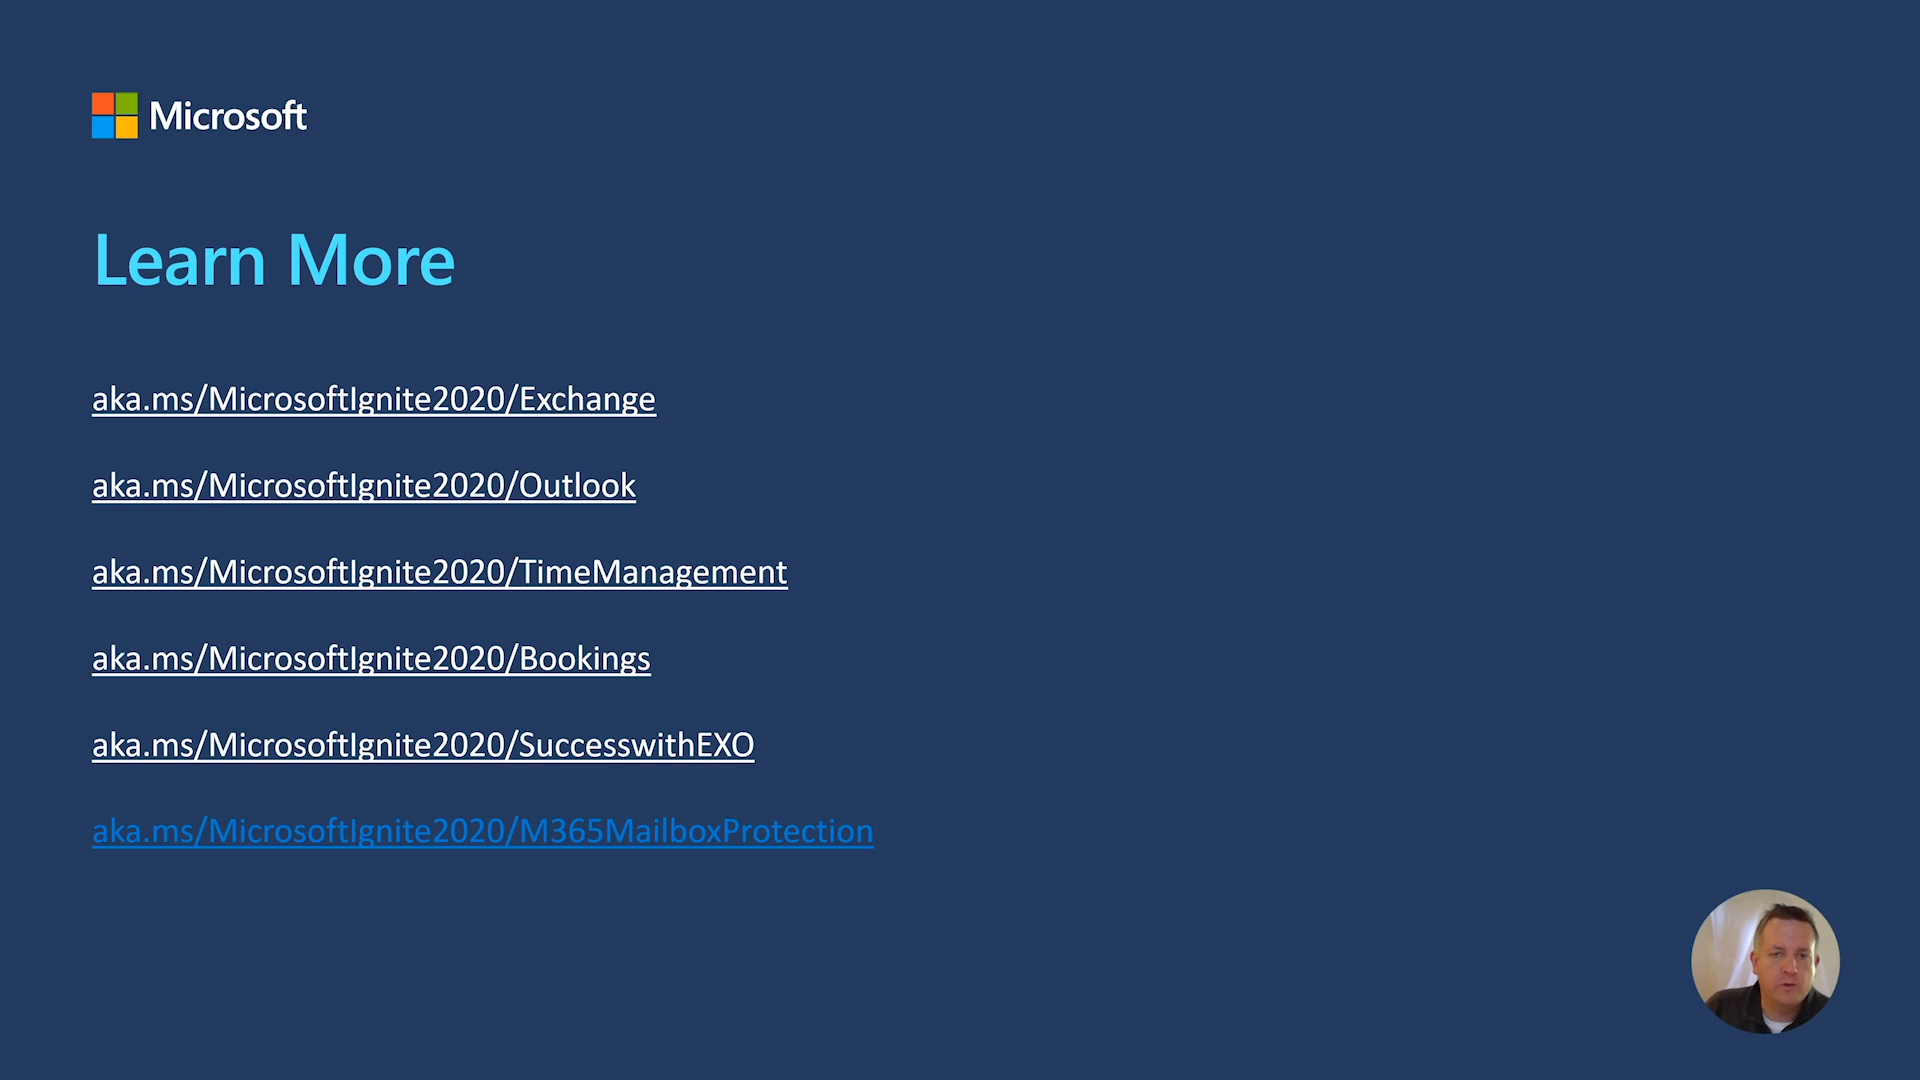 Microsoft
Learn More
aka.ms/MicrosoftIgnite2020/Exchange
aka.ms/MicrosoftIgnite2020/Outlook
aka.ms/MicrosoftIgnite2020/TimeManagement
aka.ms/MicrosoftIgnite2020/Bookings
aka.ms/MicrosoftIgnite2020/SuccesswithEXO
aka.ms/MicrosoftIgnite2020/M365MailboxProtection